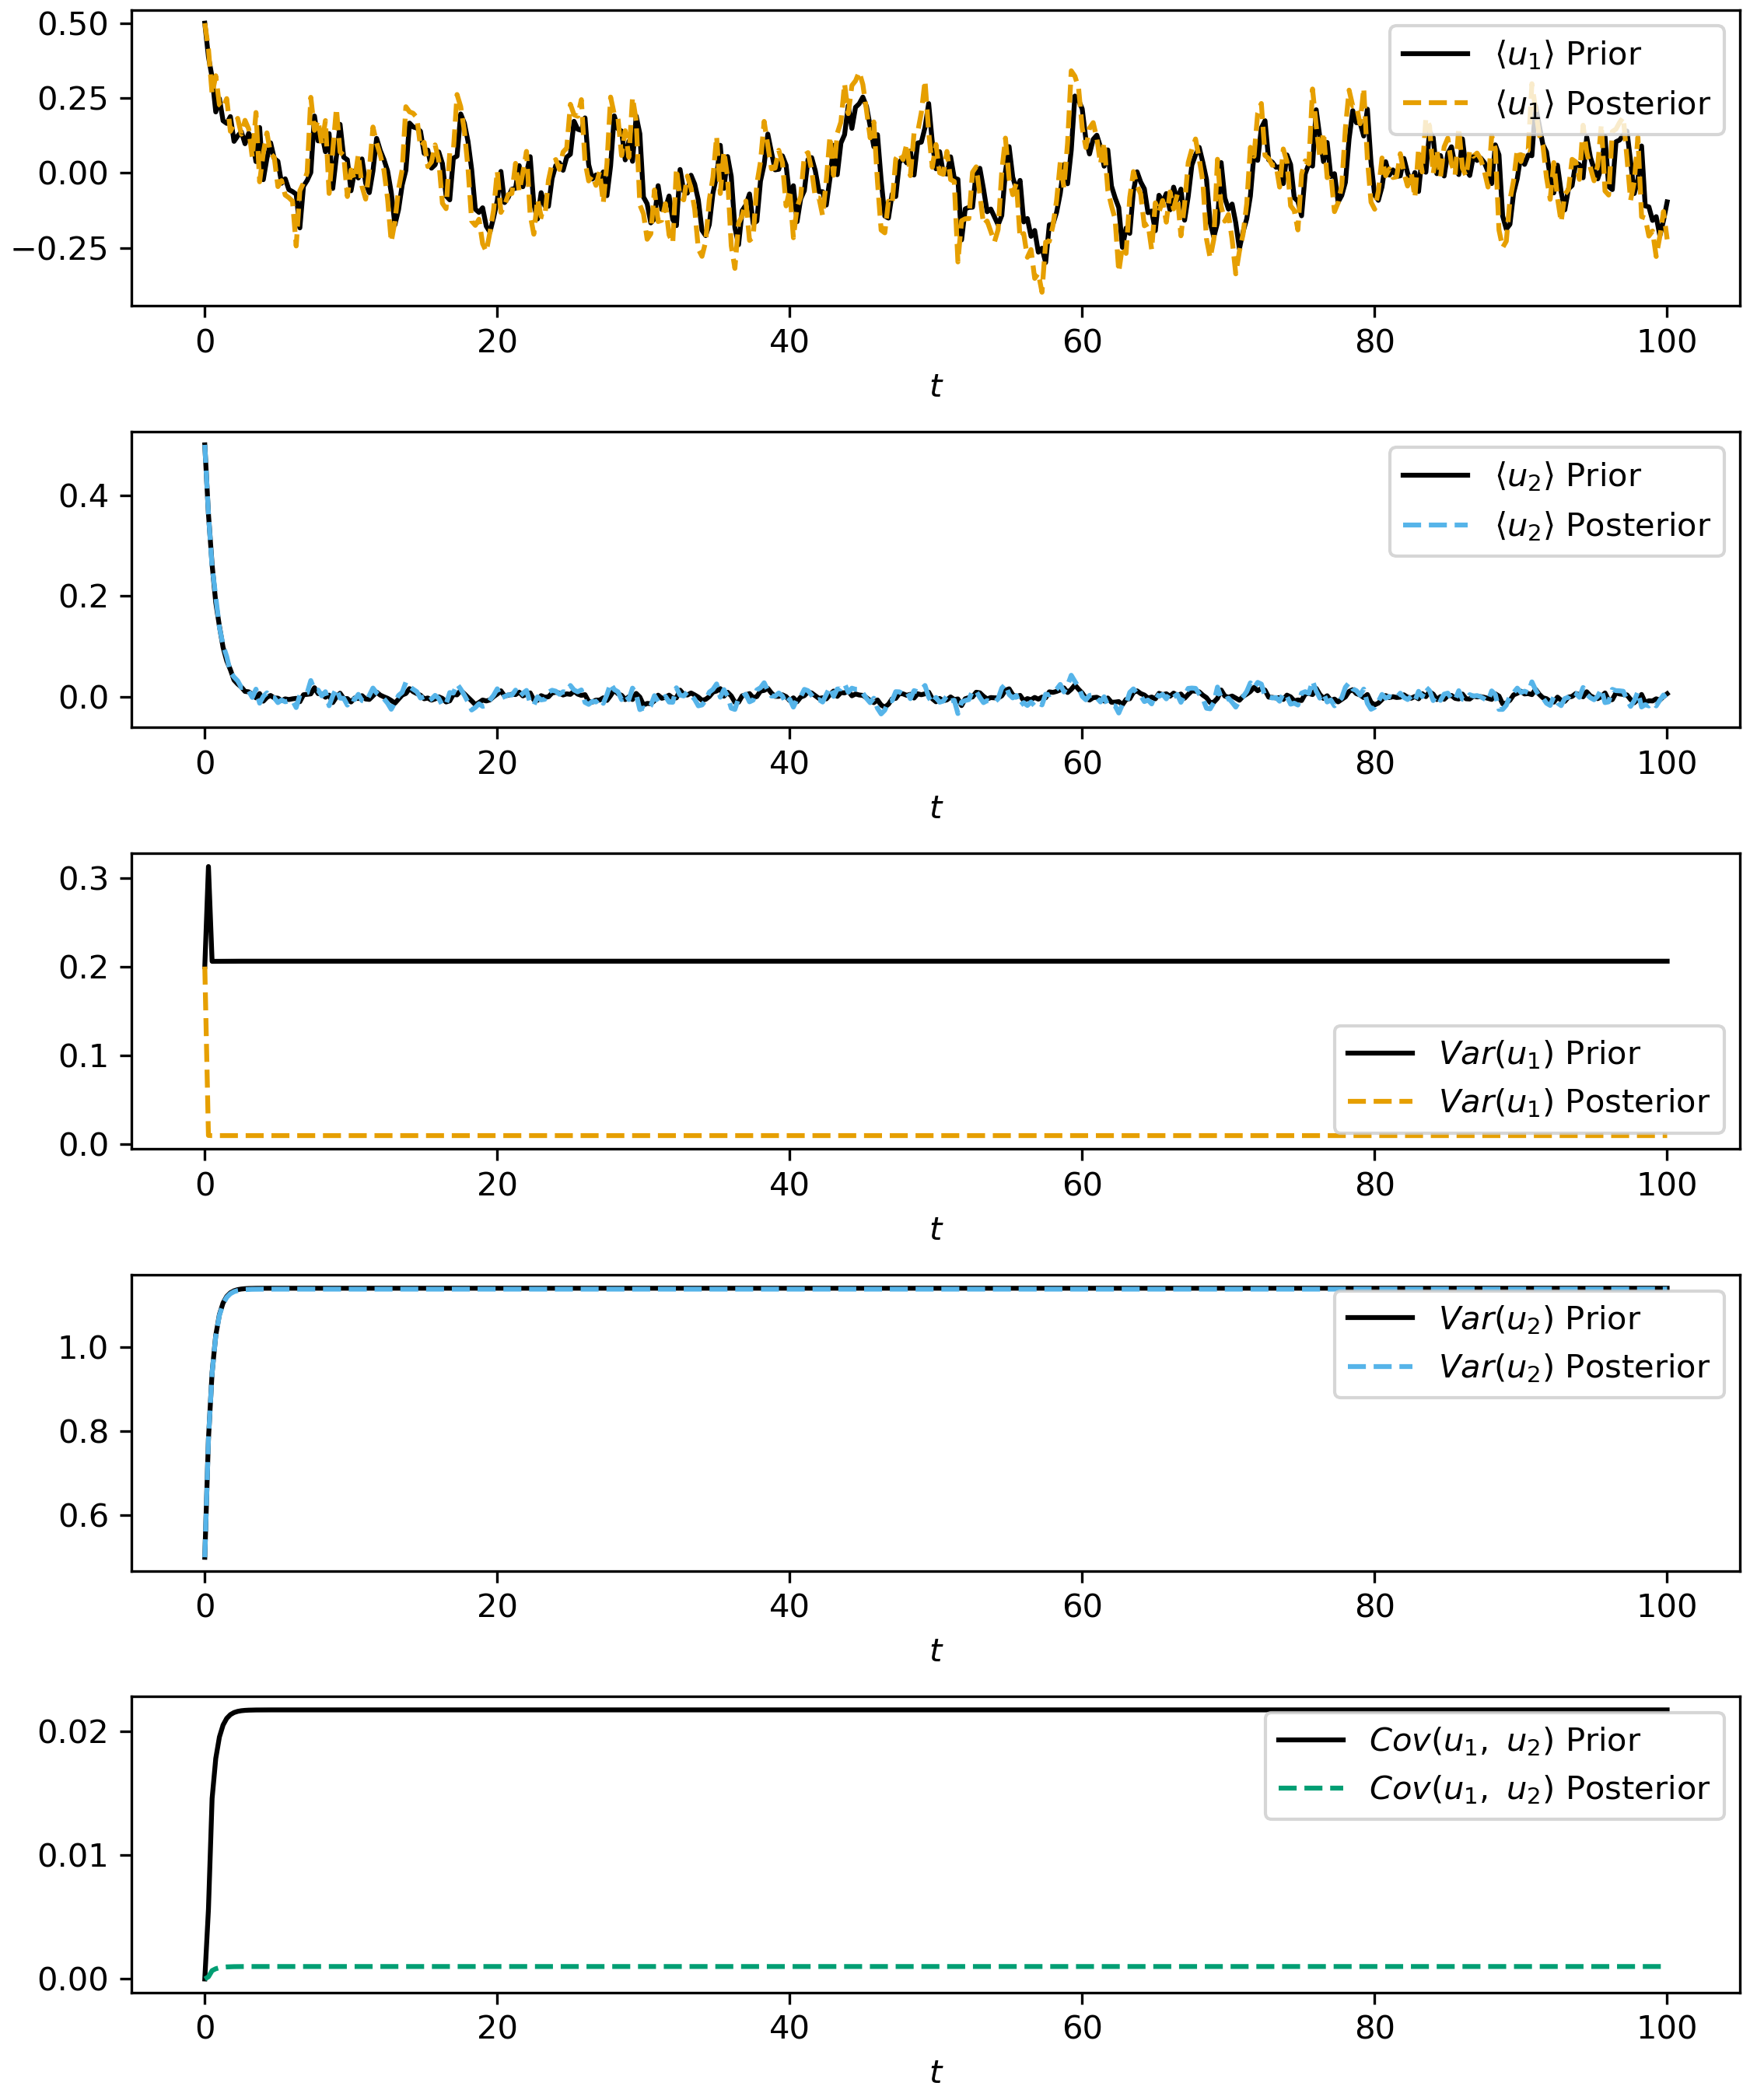 0.50
0.25
0.00
−0.25
⟨u₁⟩ Prior
⟨u₁⟩ Posterior
0 20 40 60 80 100
t
0.4
0.2
0.0
⟨u₂⟩ Prior
⟨u₂⟩ Posterior
0 20 40 60 80 100
t
0.3
0.2
0.1
0.0
Var(u₁) Prior
Var(u₁) Posterior
0 20 40 60 80 100
t
1.0
0.8
0.6
Var(u₂) Prior
Var(u₂) Posterior
0 20 40 60 80 100
t
0.02
0.01
0.00
Cov(u₁, u₂) Prior
Cov(u₁, u₂) Posterior
0 20 40 60 80 100
t